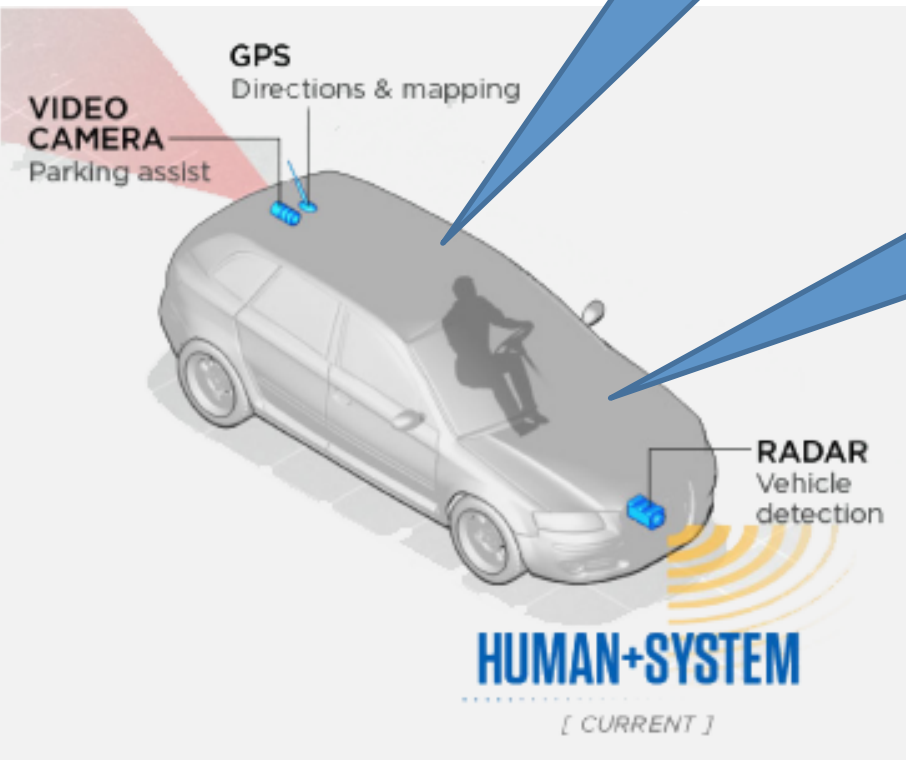 GPS
Directions & mapping
VIDEO
CAMERA
Parking assist
RADAR
Vehicle
detection
HUMAN+SYSTEM
[ CURRENT ]